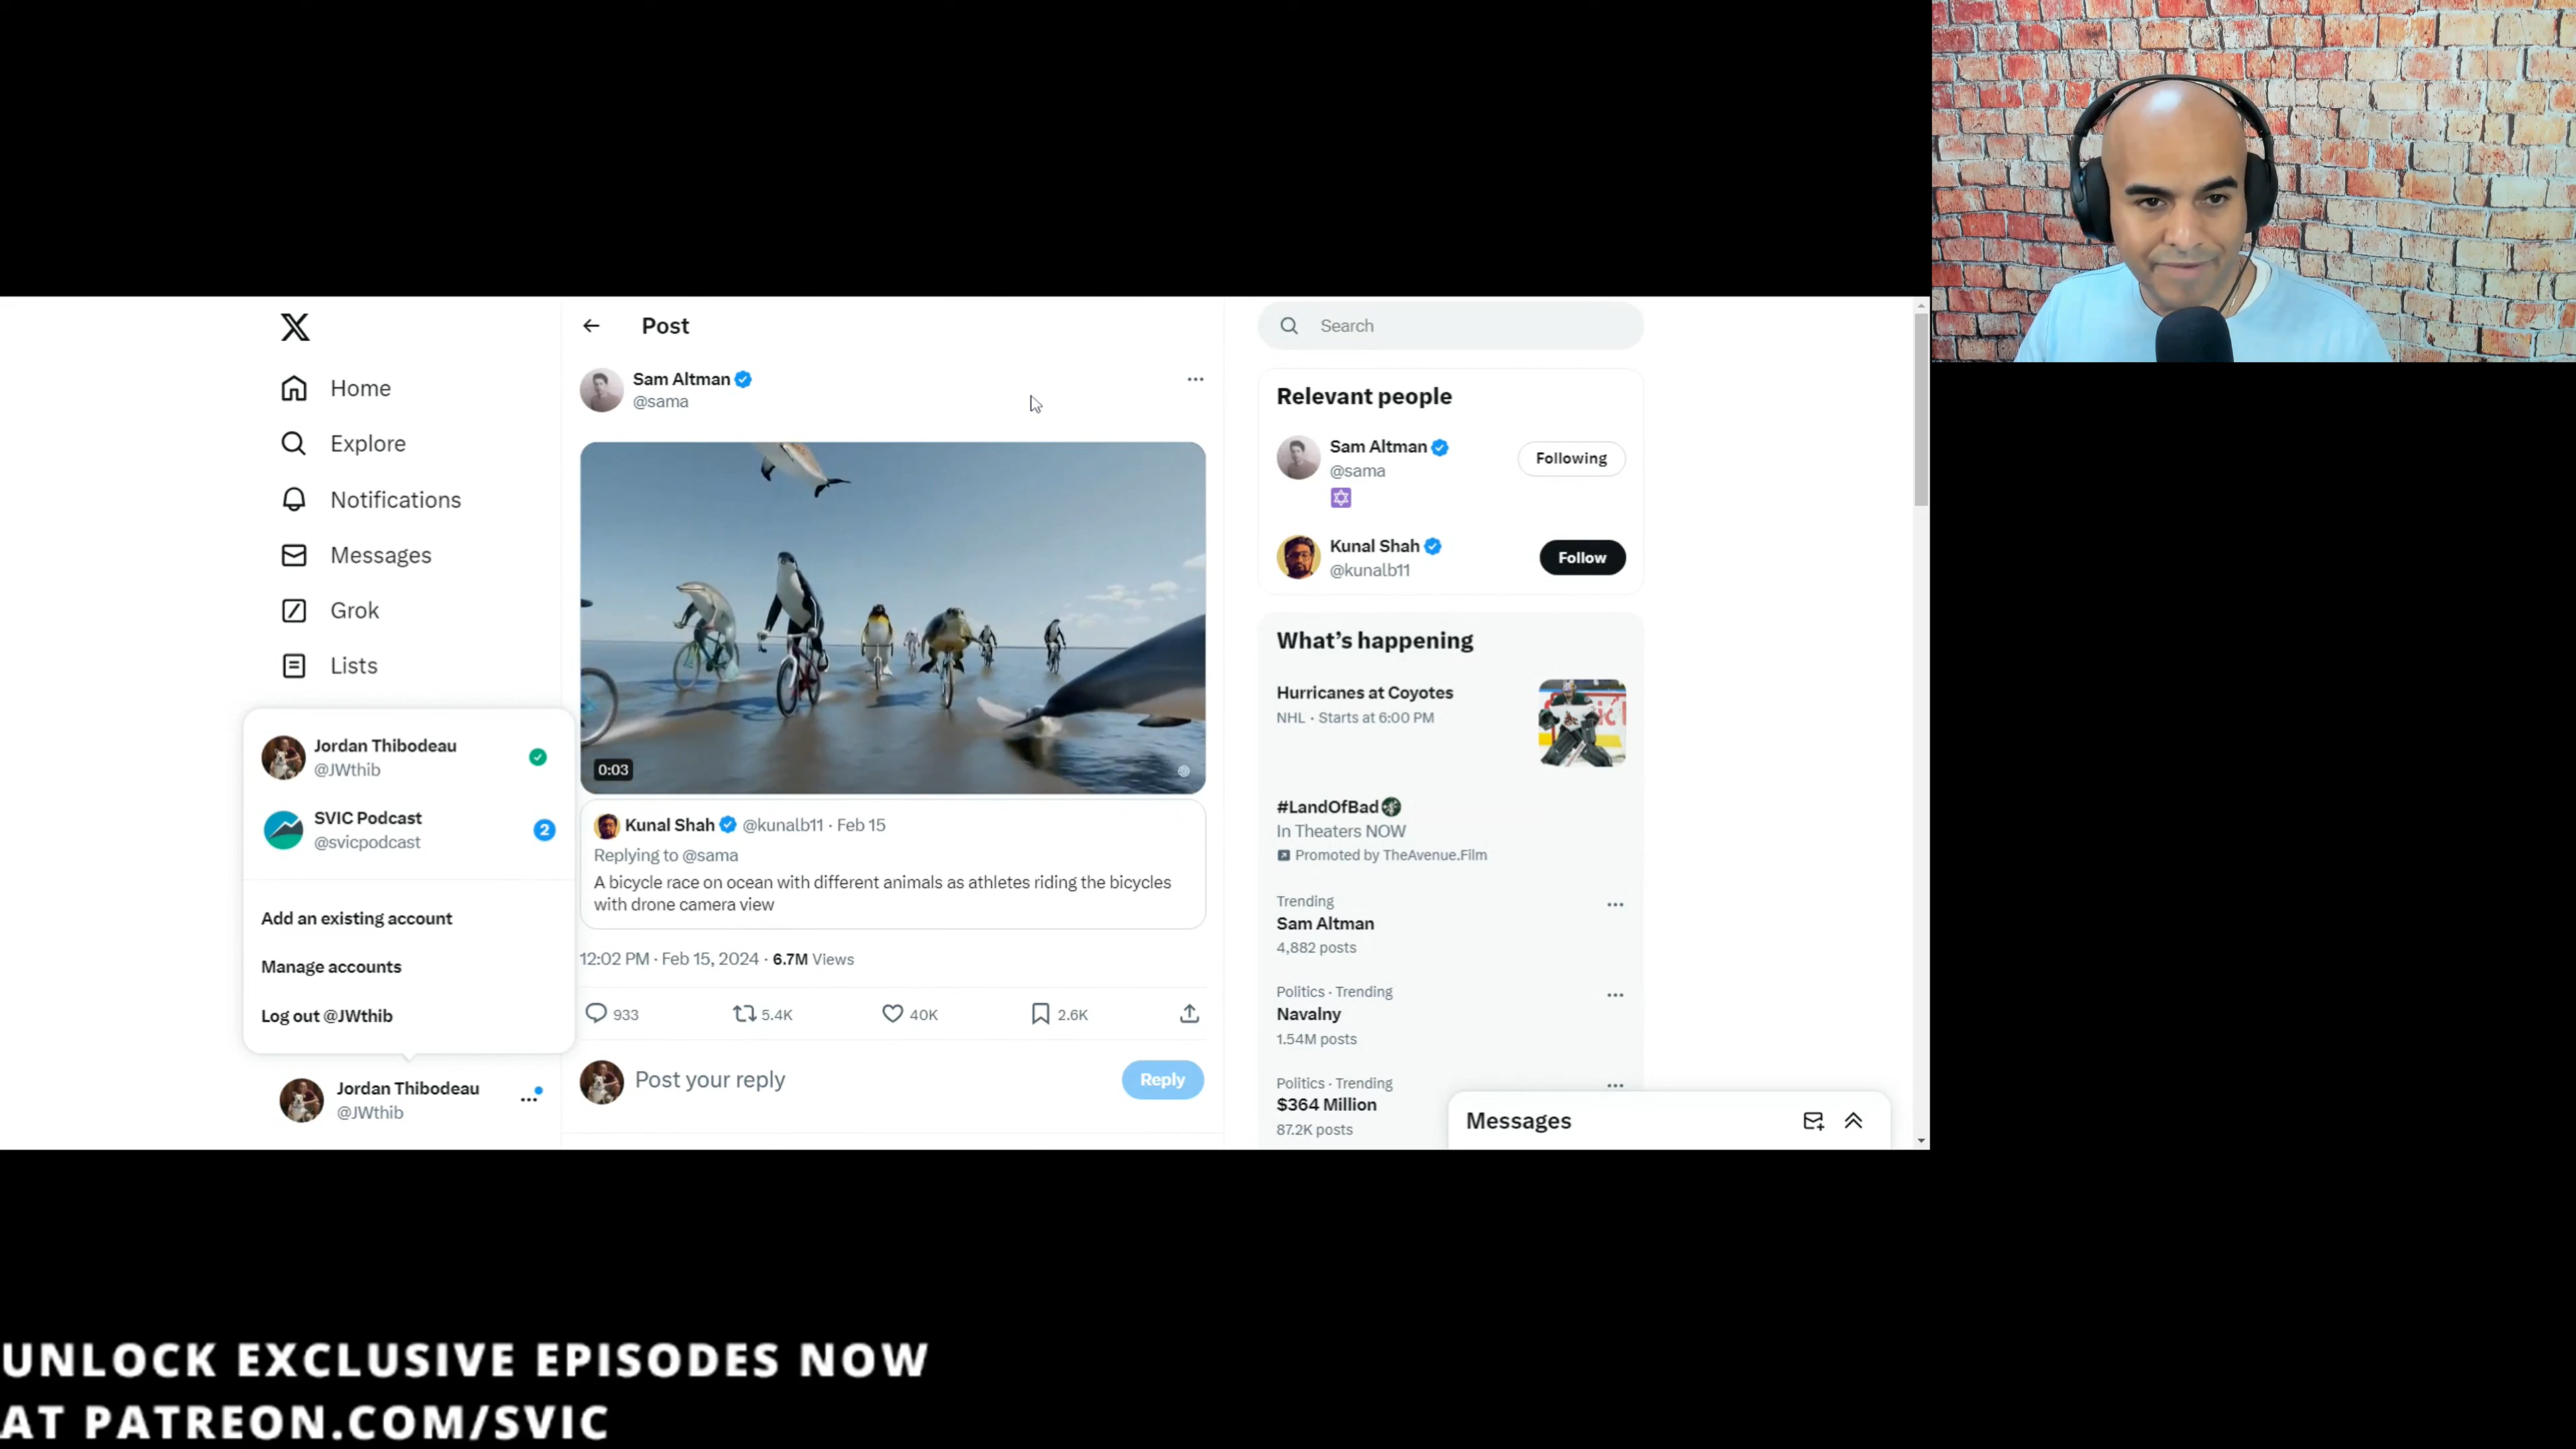 Home
Explore
Notifications
Messages
Grok
Lists
Jordan Thibodeau
@JWthib
SVIC Podcast
@svicpodcast
2
Add an existing account
Manage accounts
Log out @JWthib
Jordan Thibodeau
@JWthib
Post
Sam Altman
@sama
0:03
Kunal Shah @kunalb11 · Feb 15
Replying to @sama
A bicycle race on ocean with different animals as athletes riding the bicycles
with drone camera view
12:02 PM · Feb 15, 2024 · 6.7M Views
933 5.4K 40K 2.6K
Post your reply
Reply
Search
Relevant people
Sam Altman
@sama
Following
Kunal Shah
@kunalb11
Follow
What's happening
Hurricanes at Coyotes
NHL · Starts at 6:00 PM
#LandOfBad
In Theaters NOW
Promoted by TheAvenue.Film
Trending
Sam Altman
4,882 posts
Politics · Trending
Navalny
1.54M posts
Politics · Trending
$364 Million
87.2K posts
Messages
UNLOCK EXCLUSIVE EPISODES NOW
AT PATREON.COM/SVIC